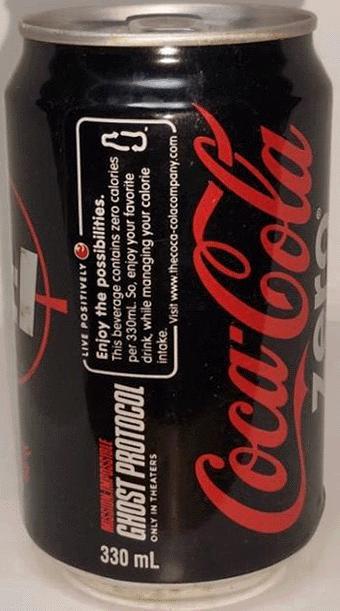 LIVE POSITIVELY
Enjoy the possibilities.
This beverage contains zero calories
per 330mL. So, enjoy your favorite
drink, while managing your calorie
intake.
Visit www.thecoca-colacompany.com
MISSION: IMPOSSIBLE
GHOST PROTOCOL
ONLY IN THEATERS
330 mL
Coca-Cola
zero